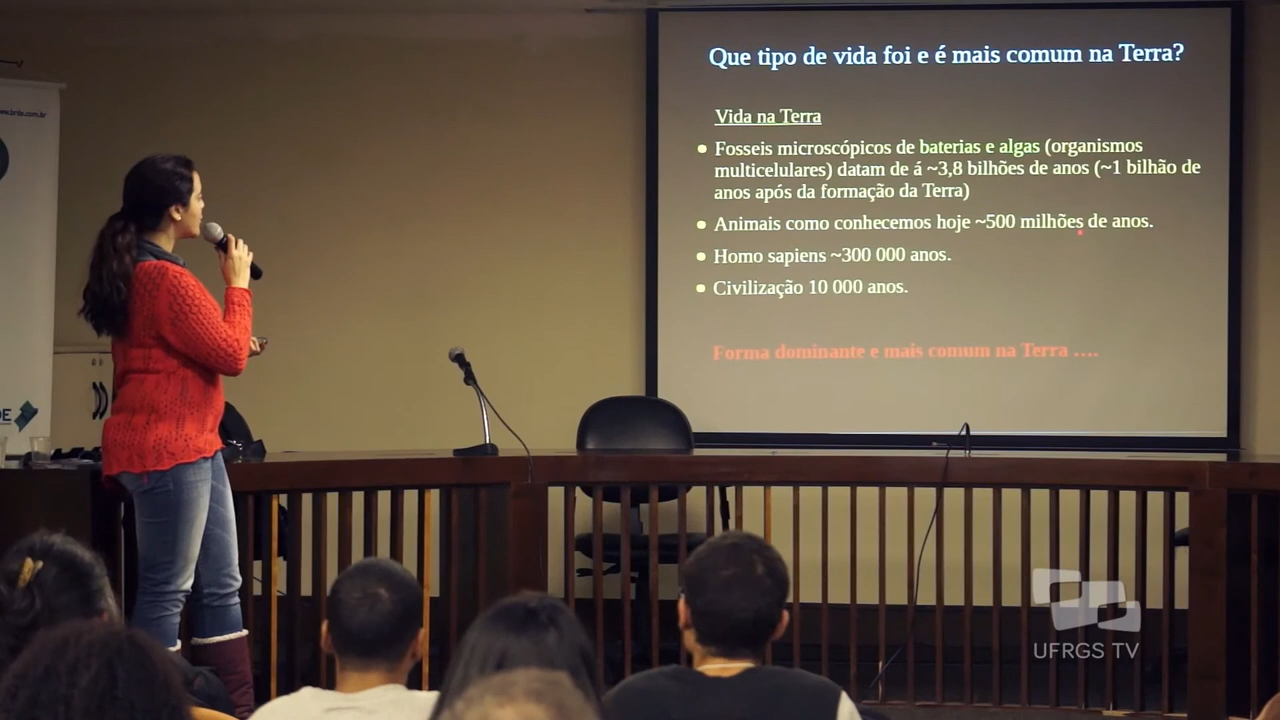 Que tipo de vida foi e é mais comum na Terra?
Vida na Terra
Fosseis microscópicos de baterias e algas (organismos
multicelulares) datam de á ~3,8 bilhões de anos (~1 bilhão de
anos após da formação da Terra)
Animais como conhecemos hoje ~500 milhões de anos.
Homo sapiens ~300 000 anos.
Civilização 10 000 anos.
Forma dominante e mais comum na Terra ....
UFRGS TV